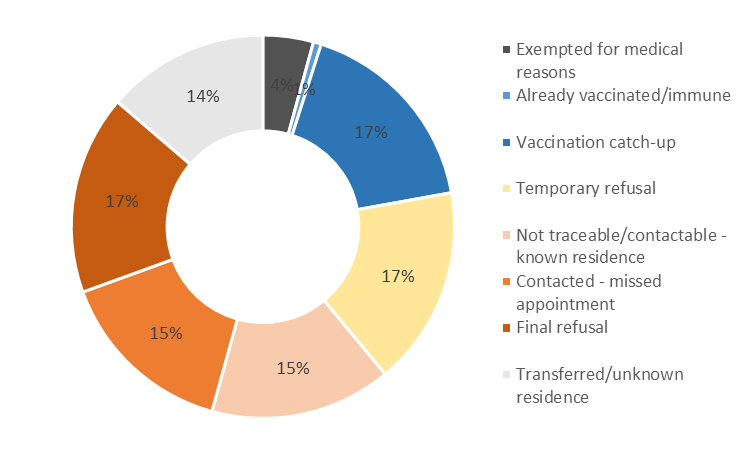 4%
1%
17%
17%
15%
15%
17%
14%
Exempted for medical
reasons
Already vaccinated/immune
Vaccination catch-up
Temporary refusal
Not traceable/contactable -
known residence
Contacted - missed
appointment
Final refusal
Transferred/unknown
residence